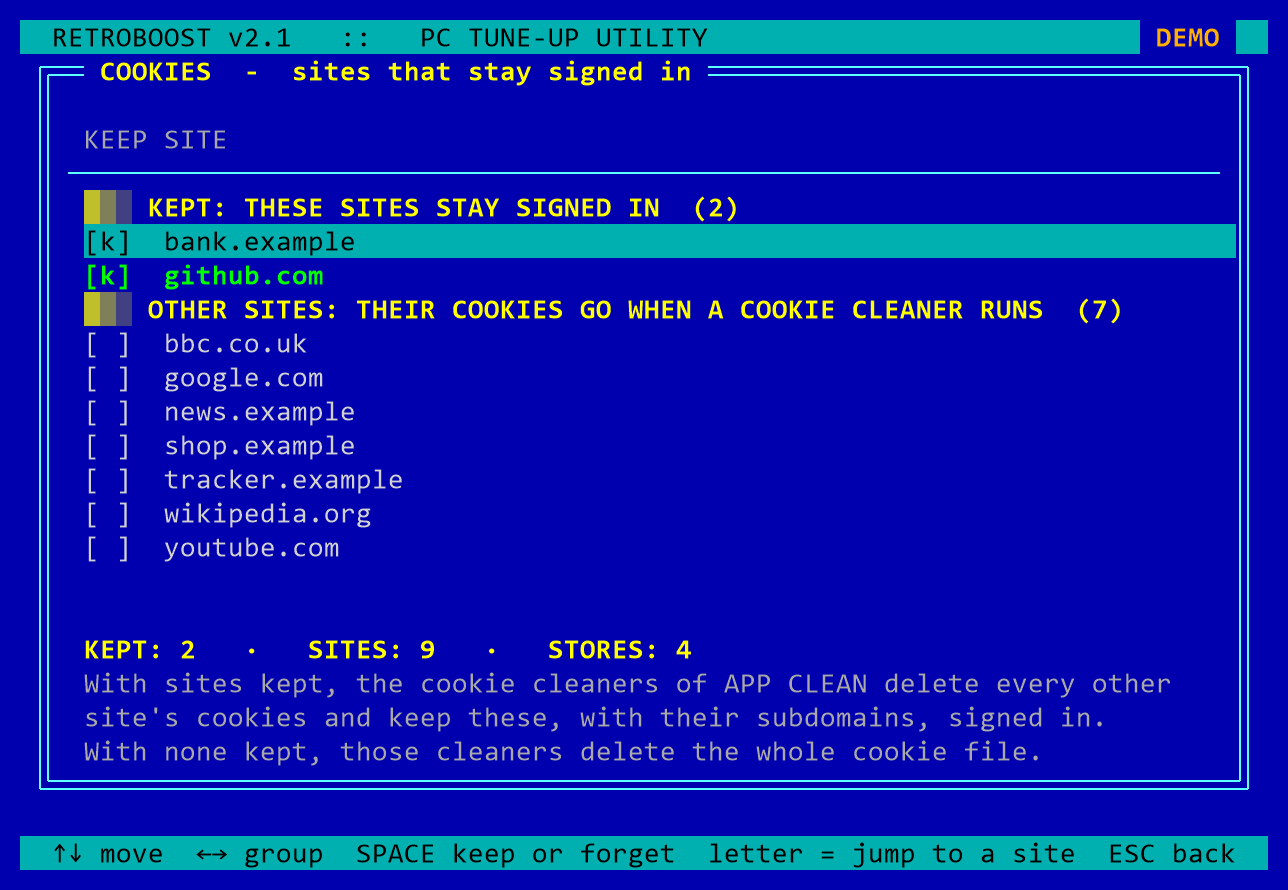 RETROBOOST v2.1 :: PC TUNE-UP UTILITY DEMO
COOKIES - sites that stay signed in
KEEP SITE
KEPT: THESE SITES STAY SIGNED IN (2)
[k] bank.example
[k] github.com
OTHER SITES: THEIR COOKIES GO WHEN A COOKIE CLEANER RUNS (7)
[ ] bbc.co.uk
[ ] google.com
[ ] news.example
[ ] shop.example
[ ] tracker.example
[ ] wikipedia.org
[ ] youtube.com
KEPT: 2 · SITES: 9 · STORES: 4
With sites kept, the cookie cleaners of APP CLEAN delete every other
site's cookies and keep these, with their subdomains, signed in.
With none kept, those cleaners delete the whole cookie file.
↑↓ move ←→ group SPACE keep or forget letter = jump to a site ESC back